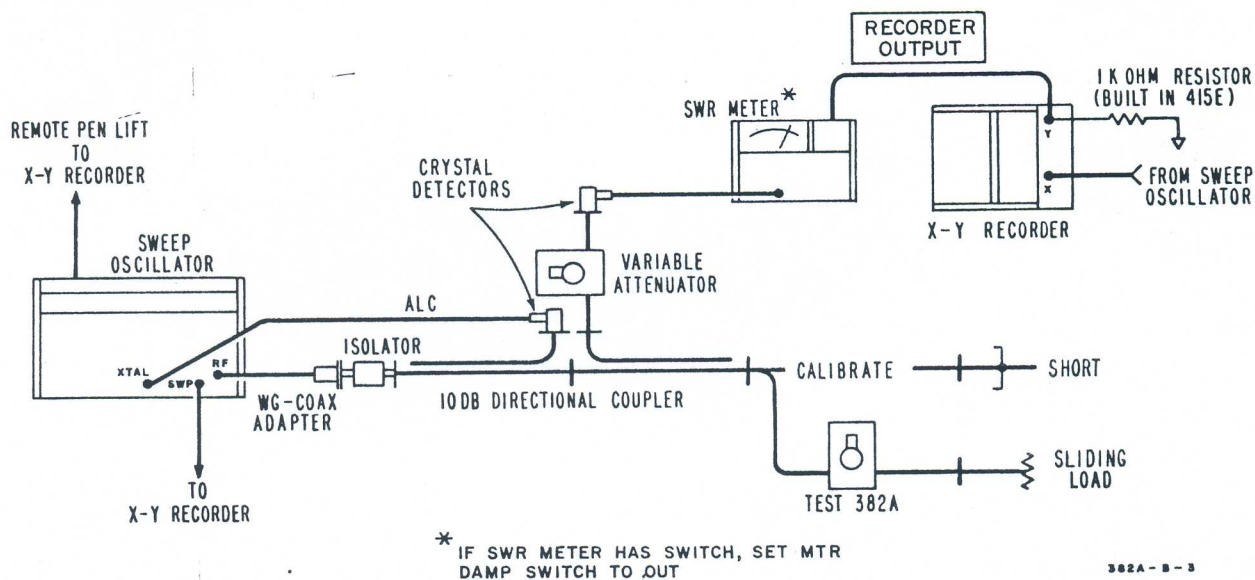 RECORDER
OUTPUT
1K OHM RESISTOR
(BUILT IN 415E)
SWR METER*
Y
X
FROM SWEEP
OSCILLATOR
X-Y RECORDER
REMOTE PEN LIFT
TO
X-Y RECORDER
CRYSTAL
DETECTORS
SWEEP
OSCILLATOR
VARIABLE
ATTENUATOR
ALC
ISOLATOR
XTAL
SWP
RF
WG-COAX
ADAPTER
10DB DIRECTIONAL COUPLER
CALIBRATE
SHORT
TO
X-Y RECORDER
TEST 382A
SLIDING
LOAD
* IF SWR METER HAS SWITCH, SET MTR
DAMP SWITCH TO OUT
382A-B-3